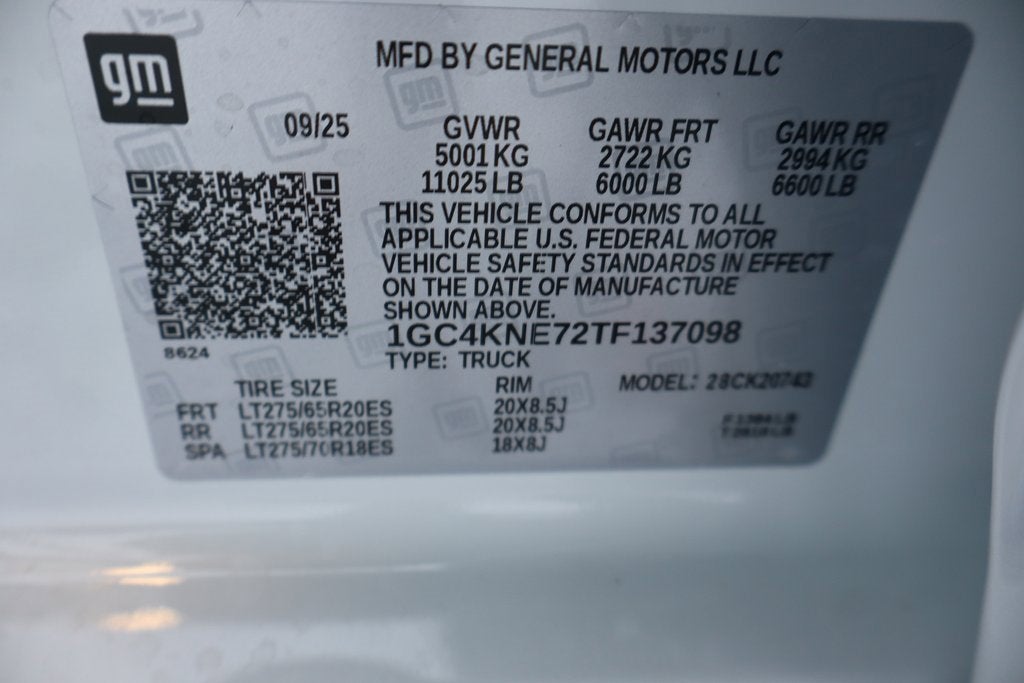 gm
MFD BY GENERAL MOTORS LLC
09/25 GVWR GAWR FRT GAWR RR
5001 KG 2722 KG 2994 KG
11025 LB 6000 LB 6600 LB
THIS VEHICLE CONFORMS TO ALL
APPLICABLE U.S. FEDERAL MOTOR
VEHICLE SAFETY STANDARDS IN EFFECT
ON THE DATE OF MANUFACTURE
SHOWN ABOVE.
1GC4KNE72TF137098
8624
TYPE: TRUCK
TIRE SIZE RIM MODEL: 28CK20743
FRT LT275/65R20ES 20X8.5J
RR LT275/65R20ES 20X8.5J
SPA LT275/70R18ES 18X8J